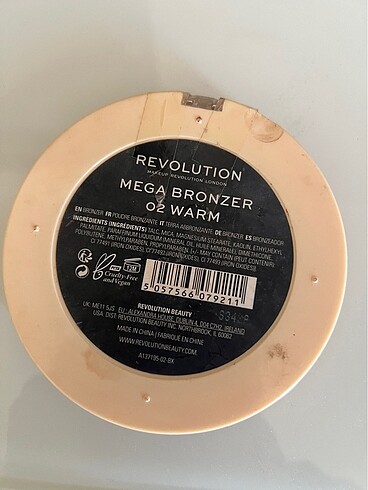 REVOLUTION
MAKEUP REVOLUTION LONDON
MEGA BRONZER
02 WARM
EN BRONZER FR POUDRE BRONZANTE IT TERRA ABBRONZANTE DE BRONZER ES BRONCEADOR
INGREDIENTS (INGRÉDIENTS) TALC, MICA, MAGNESIUM STEARATE, KAOLIN, ETHYLHEXYL
PALMITATE, PARAFFINUM LIQUIDUM (MINERAL OIL, HUILE MINERALE), DIMETHICONE,
POLYBUTENE, METHYLPARABEN, PROPYLPARABEN. [+/- MAY CONTAIN (PEUT CONTENIR):
CI 77491 (IRON OXIDES), CI 77492 (IRON OXIDES), CI 77499 (IRON OXIDES)].
12M
Cruelty-Free
and Vegan
5 057566 079211
REVOLUTION BEAUTY
UK: ME11 5JS EU: ALEXANDRA HOUSE, DUBLIN 4, D04 C7H2, IRELAND
USA: DIST. REVOLUTION BEAUTY INC. NORTHBROOK, IL 60062
MADE IN CHINA | FABRIQUÉ EN CHINE
WWW.REVOLUTIONBEAUTY.COM
A137195-02-BX